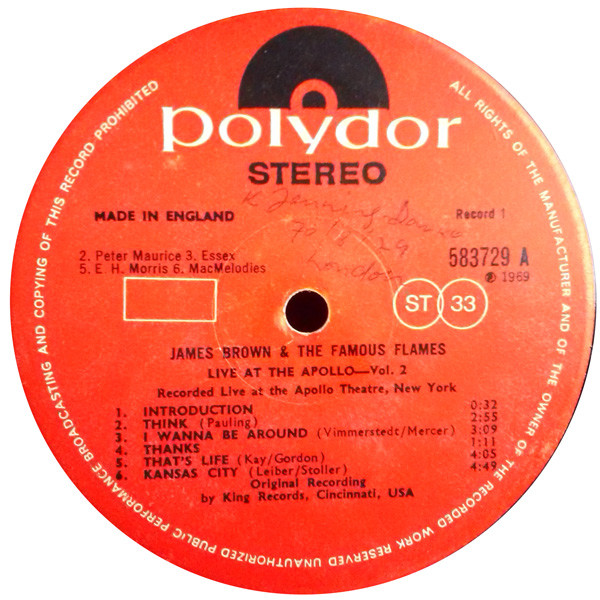 polydor
STEREO
MADE IN ENGLAND
Record 1
2. Peter Maurice 3. Essex
5. E. H. Morris 6. MacMelodies
583729 A
℗ 1969
London
ST 33
JAMES BROWN & THE FAMOUS FLAMES
LIVE AT THE APOLLO—Vol. 2
Recorded Live at the Apollo Theatre, New York
1. INTRODUCTION 0:32
2. THINK (Pauling) 2:55
3. I WANNA BE AROUND (Vimmerstedt/Mercer) 3:09
4. THANKS 1:11
5. THAT'S LIFE (Kay/Gordon) 4:05
6. KANSAS CITY (Leiber/Stoller) 4:49
Original Recording
by King Records, Cincinnati, USA
ALL RIGHTS OF THE MANUFACTURER AND OF THE OWNER OF THE RECORDED WORK RESERVED UNAUTHORIZED PUBLIC PERFORMANCE BROADCASTING AND COPYING OF THIS RECORD PROHIBITED